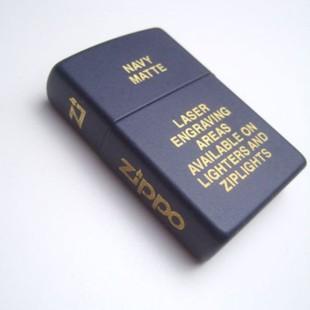 NAVY
MATTE
LASER
ENGRAVING
AREAS
AVAILABLE ON
LIGHTERS AND
ZIPLIGHTS
zippo